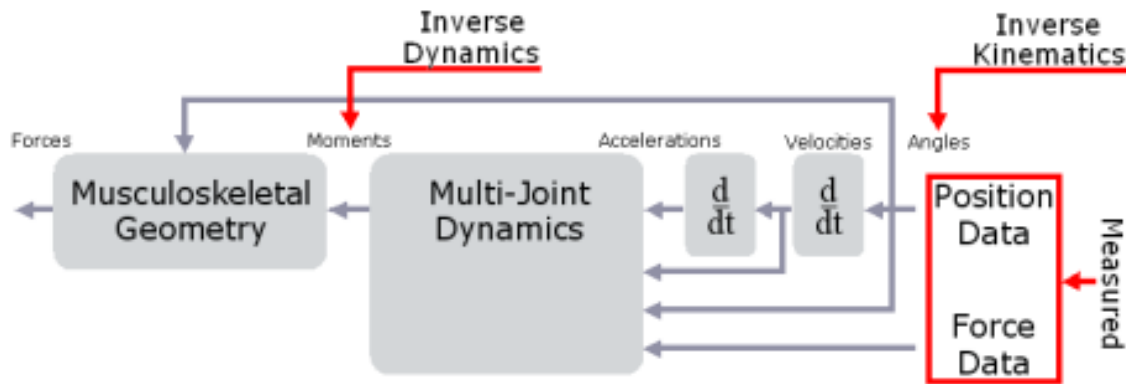 Inverse
Dynamics
Inverse
Kinematics
Forces
Moments
Accelerations
Velocities
Angles
Musculoskeletal
Geometry
Multi-Joint
Dynamics
d
dt
d
dt
Position
Data
Force
Data
Measured